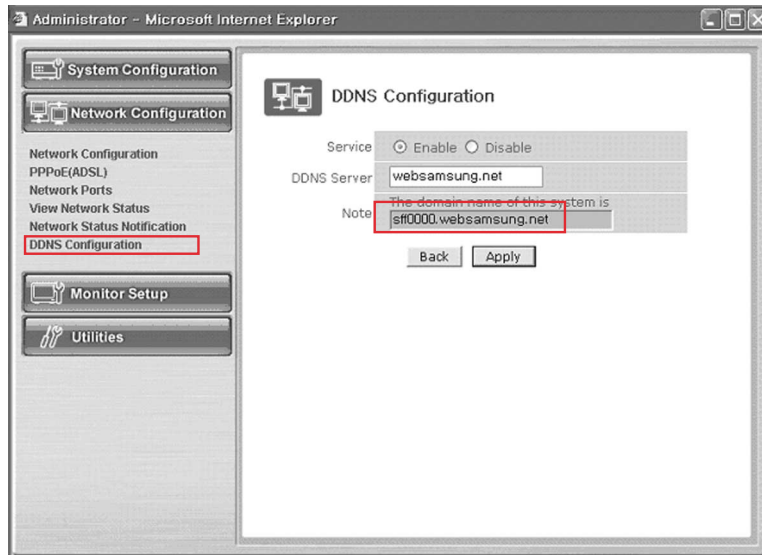 Administrator - Microsoft Internet Explorer
System Configuration
Network Configuration
Network Configuration
PPPoE(ADSL)
Network Ports
View Network Status
Network Status Notification
DDNS Configuration
Monitor Setup
Utilities
DDNS Configuration
Service Enable Disable
DDNS Server websamsung.net
Note The domain name of this system is
sff0000.websamsung.net
Back Apply